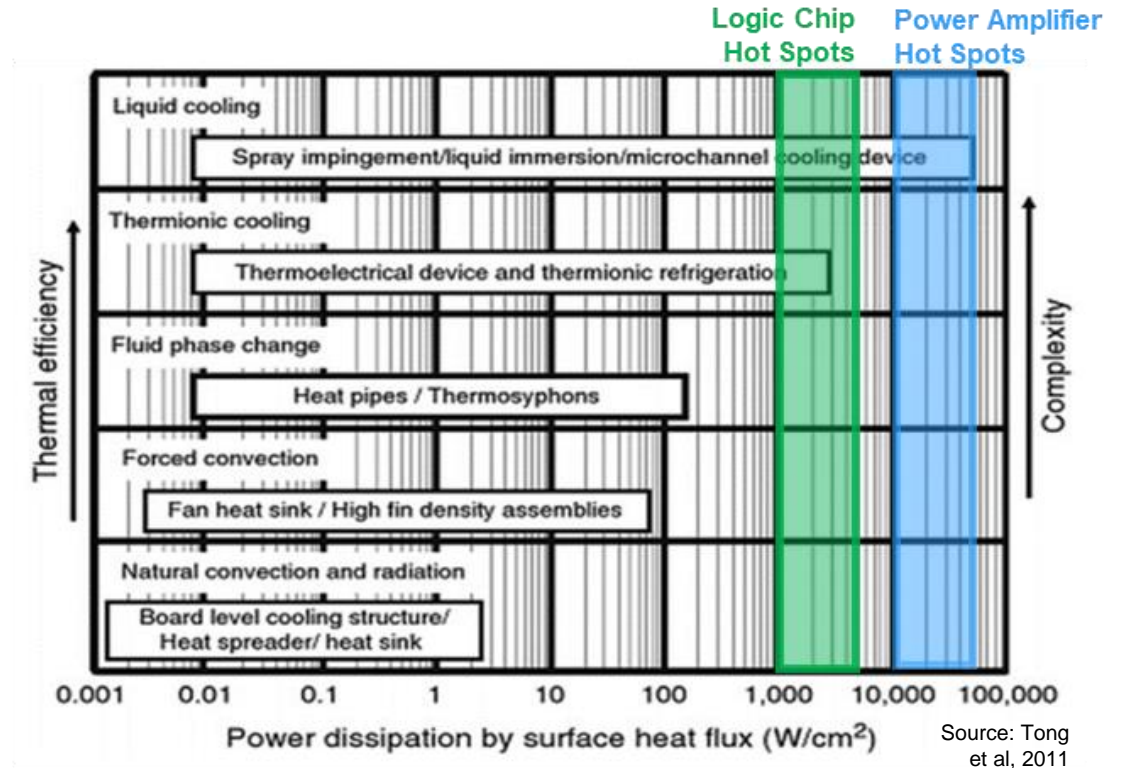 Logic Chip
Hot Spots
Power Amplifier
Hot Spots
Liquid cooling
Spray impingement/liquid immersion/microchannel cooling device
Thermionic cooling
Thermoelectrical device and thermionic refrigeration
Fluid phase change
Heat pipes / Thermosyphons
Forced convection
Fan heat sink / High fin density assemblies
Natural convection and radiation
Board level cooling structure/
Heat spreader/ heat sink
Thermal efficiency
Complexity
0.001 0.01 0.1 1 10 100 1,000 10,000 100,000
Power dissipation by surface heat flux (W/cm²)
Source: Tong
et al, 2011